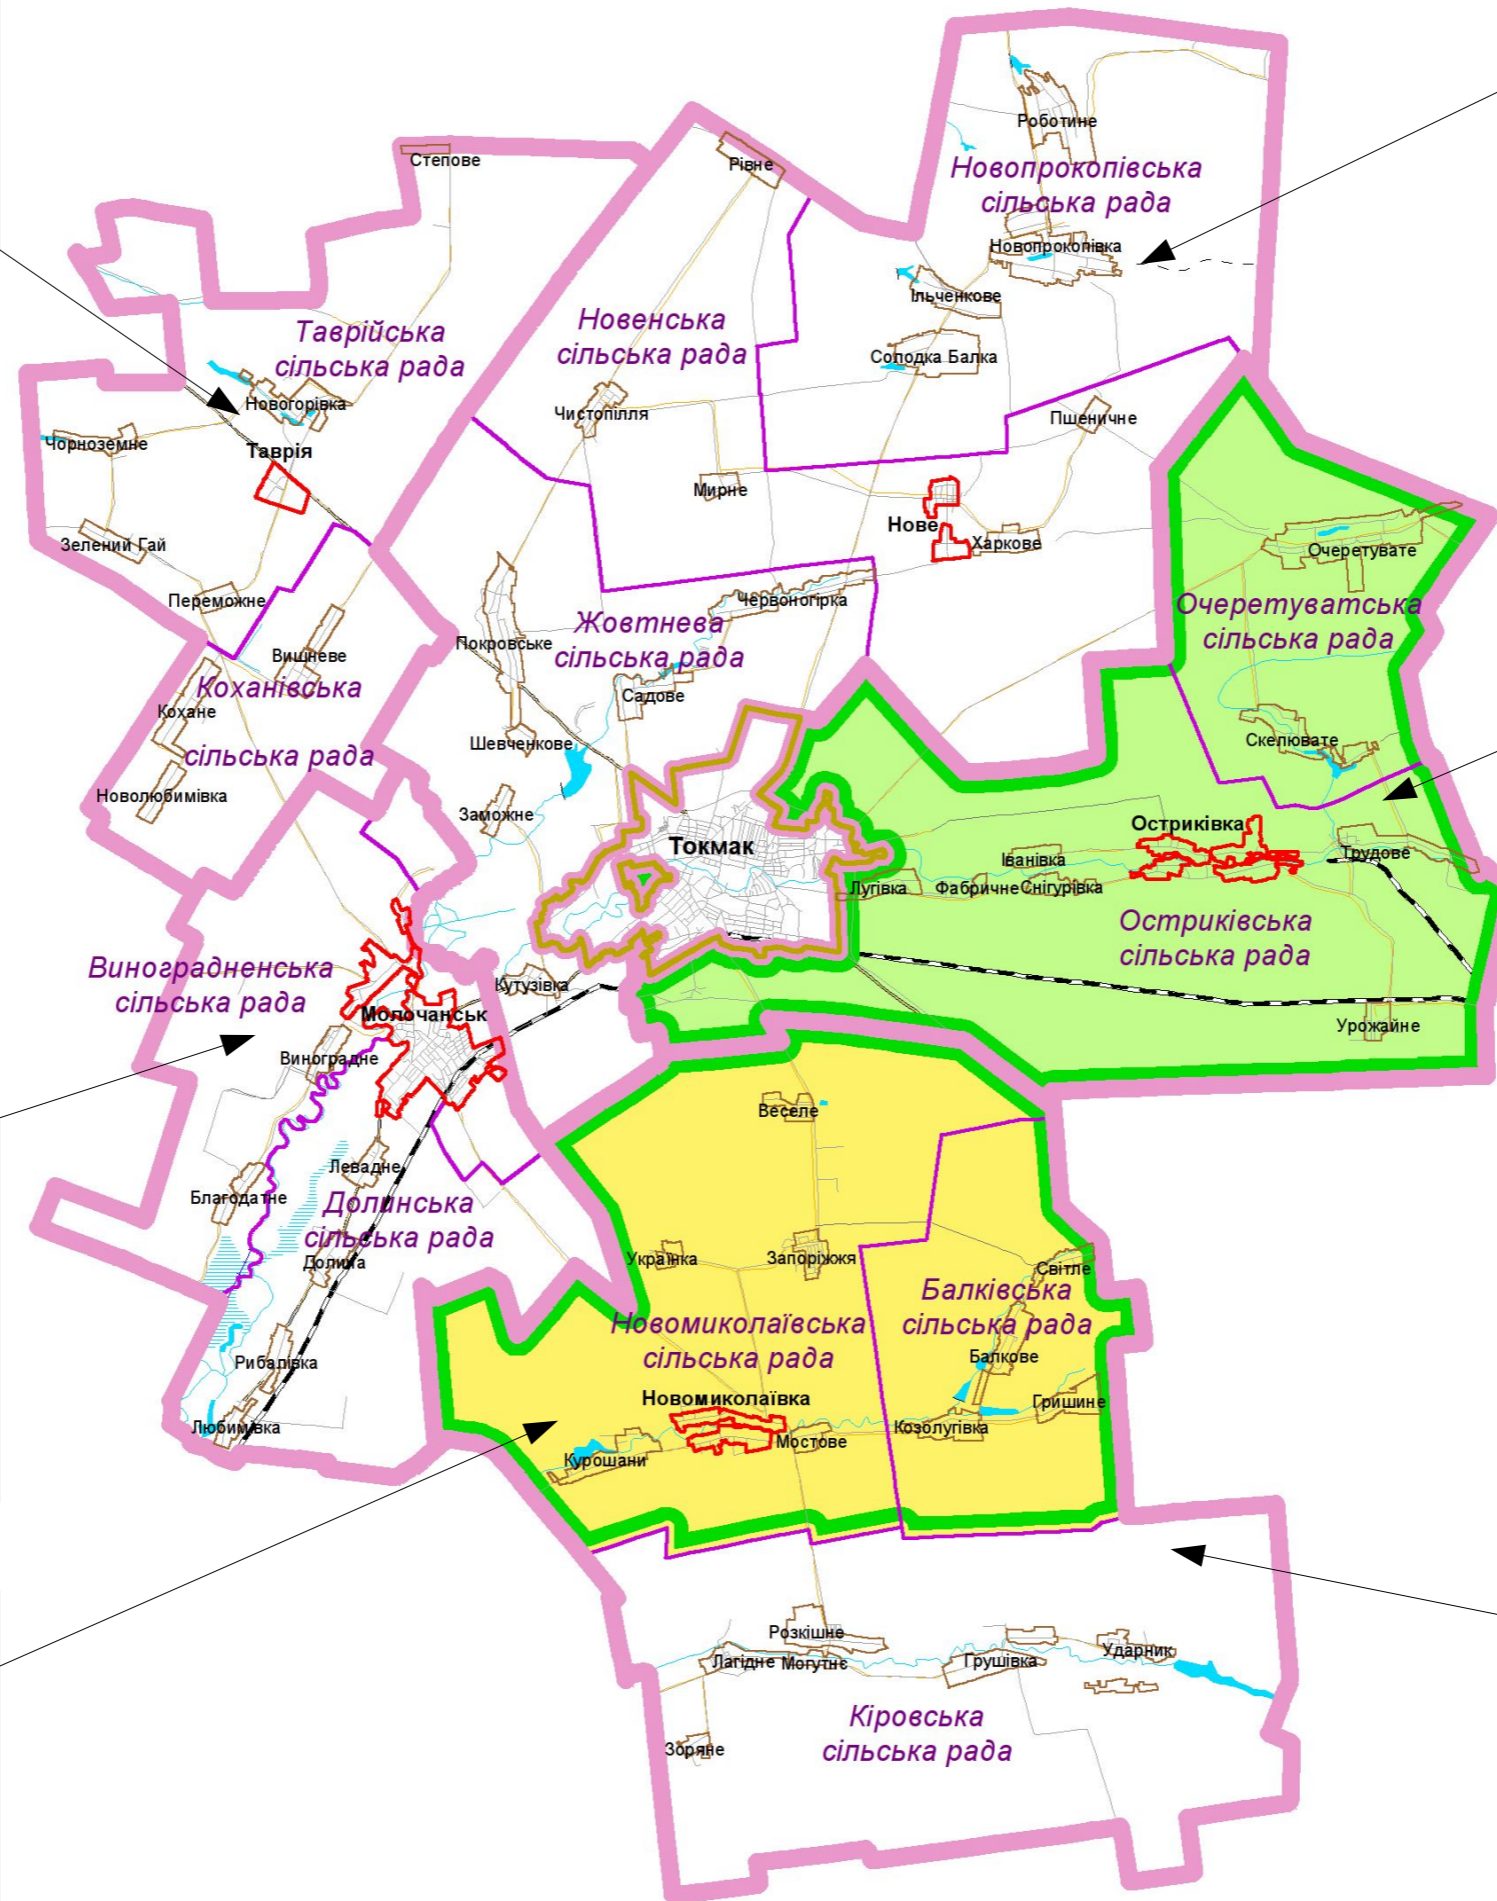 Роботине
Степове
Рівне
Новопрокопівська
сільська рада
Новопрокопівка
Ільченкове
Таврійська
сільська рада
Новенська
сільська рада
Солодка Балка
Новогорівка
Чистопілля
Пшеничне
Чорноземне
Таврія
Мирне
Нове
Харкове
Зелений Гай
Очеретувате
Переможне
Червоногірка
Очеретуватська
сільська рада
Жовтнева
сільська рада
Покровське
Вишневе
Коханівська
сільська рада
Садове
Кохане
Шевченкове
Скелювате
Новолюбимівка
Заможне
Остриківка
Токмак
Іванівка
Трудове
Лугівка
Фабричне
Снігурівка
Остриківська
сільська рада
Виноградненська
сільська рада
Кутузівка
Молочанськ
Урожайне
Виноградне
Веселе
Левадне
Благодатне
Долинська
сільська рада
Долина
Українка
Запоріжжя
Світле
Балківська
сільська рада
Новомиколаївська
сільська рада
Рибалівка
Балкове
Новомиколаївка
Гришине
Любимівка
Мостове
Козолугівка
Курошани
Розкішне
Лагідне
Могутнє
Грушівка
Ударник
Кіровська
сільська рада
Зоряне